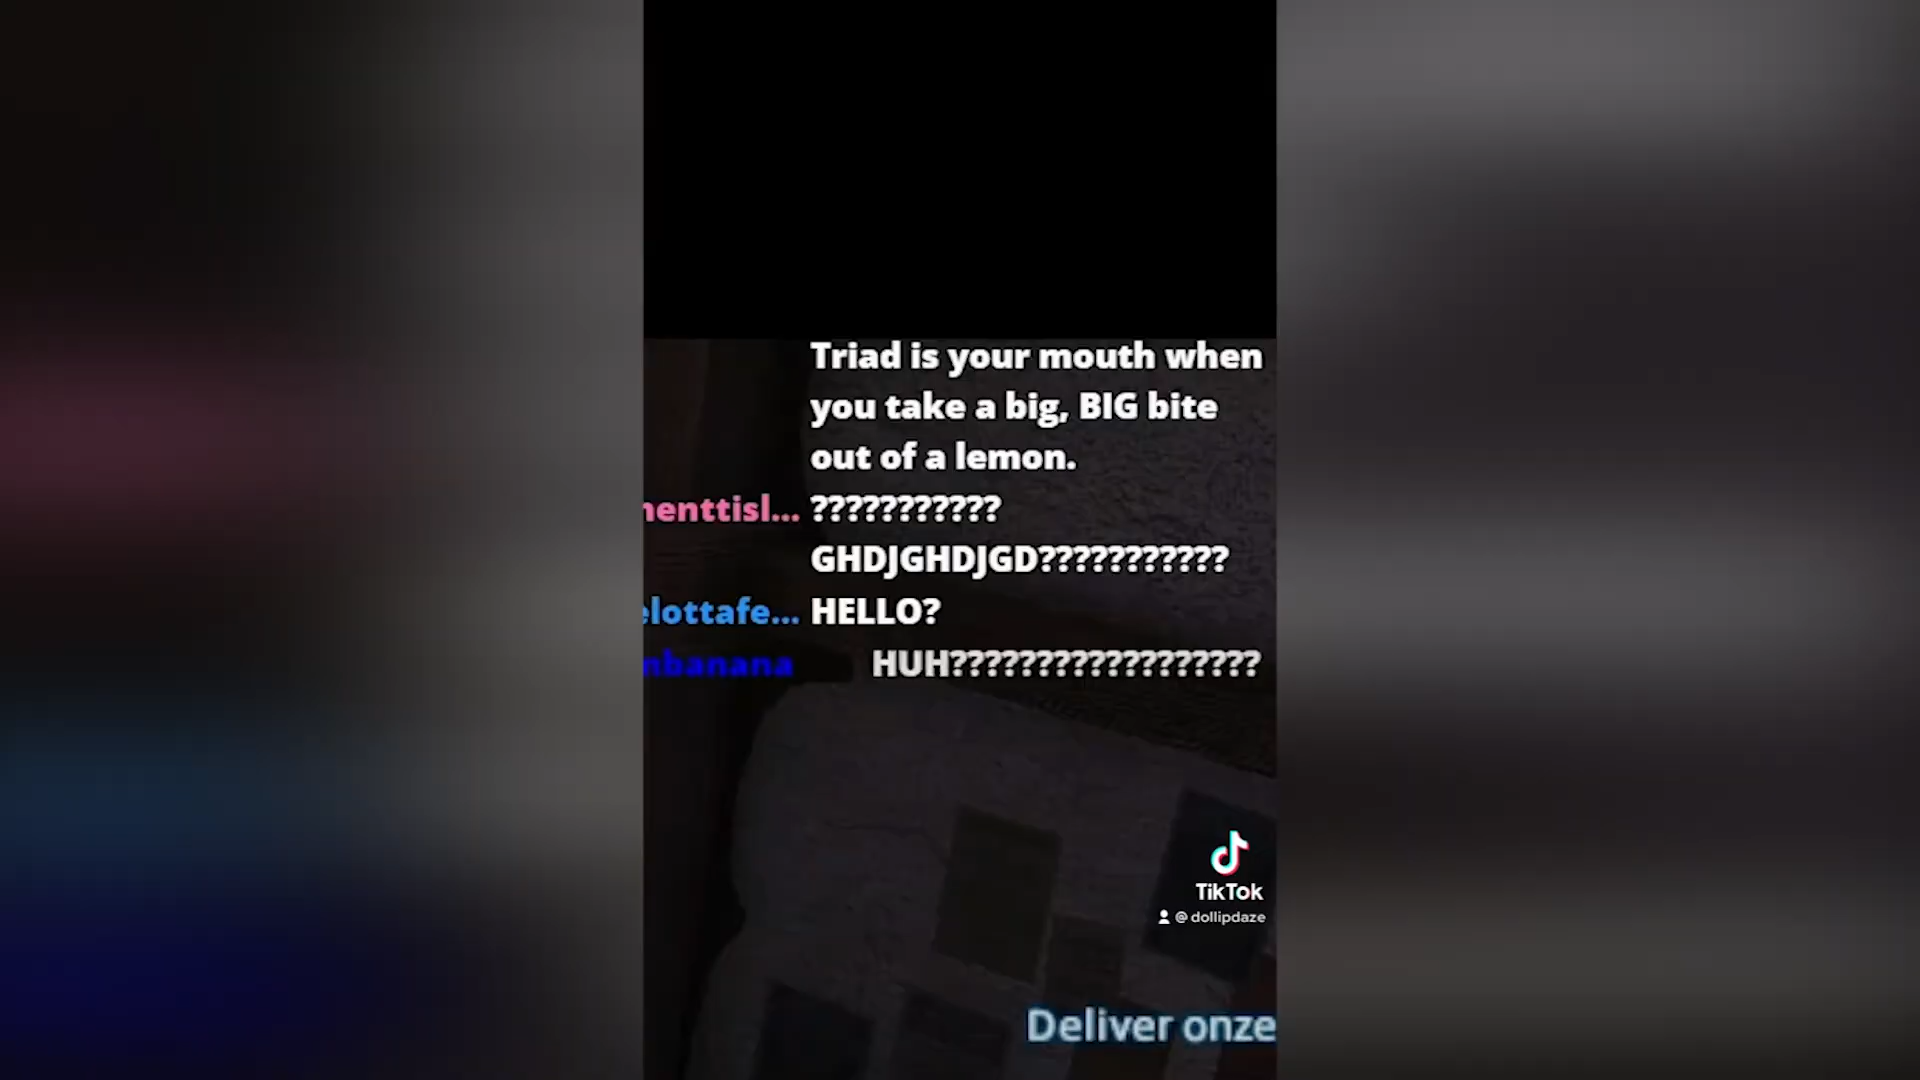 Triad is your mouth when
you take a big, BIG bite
out of a lemon.
henttisl... ???????????
GHDJGHDJGD???????????
elottafe... HELLO?
nbanana HUH??????????????????
TikTok
@dollipdaze
Deliver onze